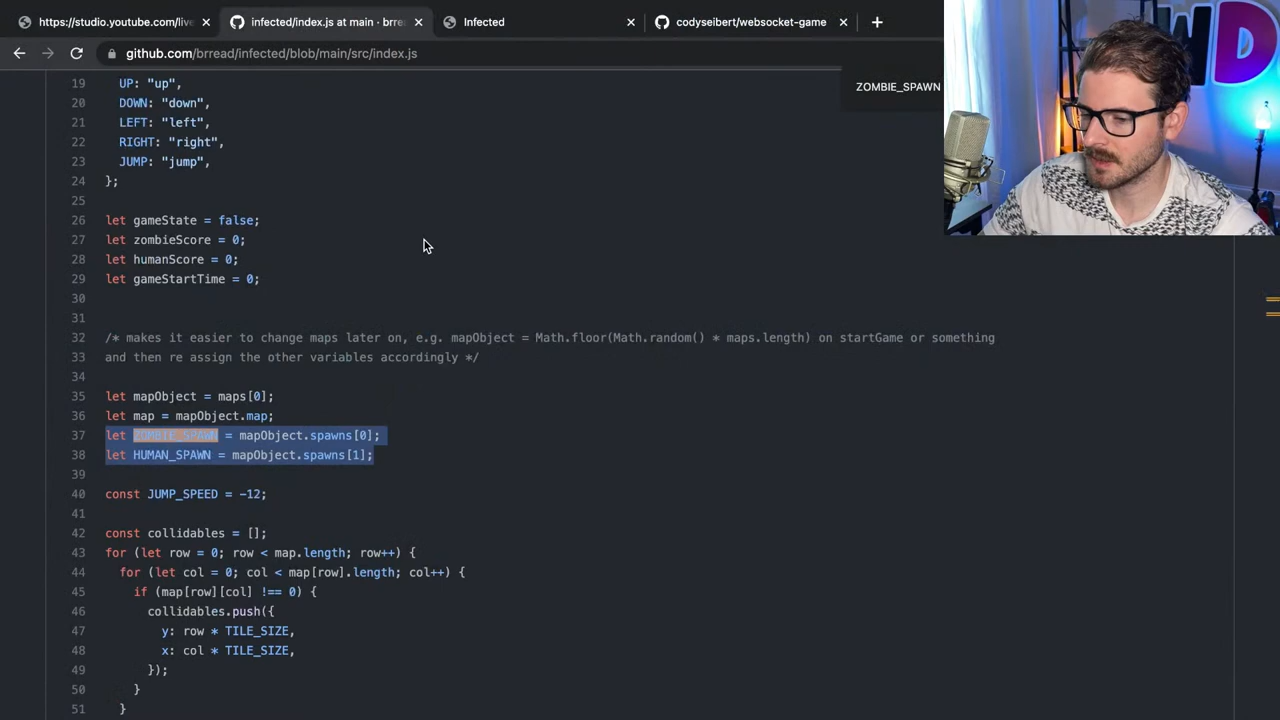 https://studio.youtube.com/live
infected/index.js at main · brrea
Infected
codyseibert/websocket-game
github.com/brread/infected/blob/main/src/index.js
ZOMBIE_SPAWN
WD
19 UP: "up",
20 DOWN: "down",
21 LEFT: "left",
22 RIGHT: "right",
23 JUMP: "jump",
24 };
25
26 let gameState = false;
27 let zombieScore = 0;
28 let humanScore = 0;
29 let gameStartTime = 0;
30
31
32 /* makes it easier to change maps later on, e.g. mapObject = Math.floor(Math.random() * maps.length) on startGame or something
33 and then re assign the other variables accordingly */
34
35 let mapObject = maps[0];
36 let map = mapObject.map;
37 let ZOMBIE_SPAWN = mapObject.spawns[0];
38 let HUMAN_SPAWN = mapObject.spawns[1];
39
40 const JUMP_SPEED = -12;
41
42 const collidables = [];
43 for (let row = 0; row < map.length; row++) {
44 for (let col = 0; col < map[row].length; col++) {
45 if (map[row][col] !== 0) {
46 collidables.push({
47 y: row * TILE_SIZE,
48 x: col * TILE_SIZE,
49 });
50 }
51 }